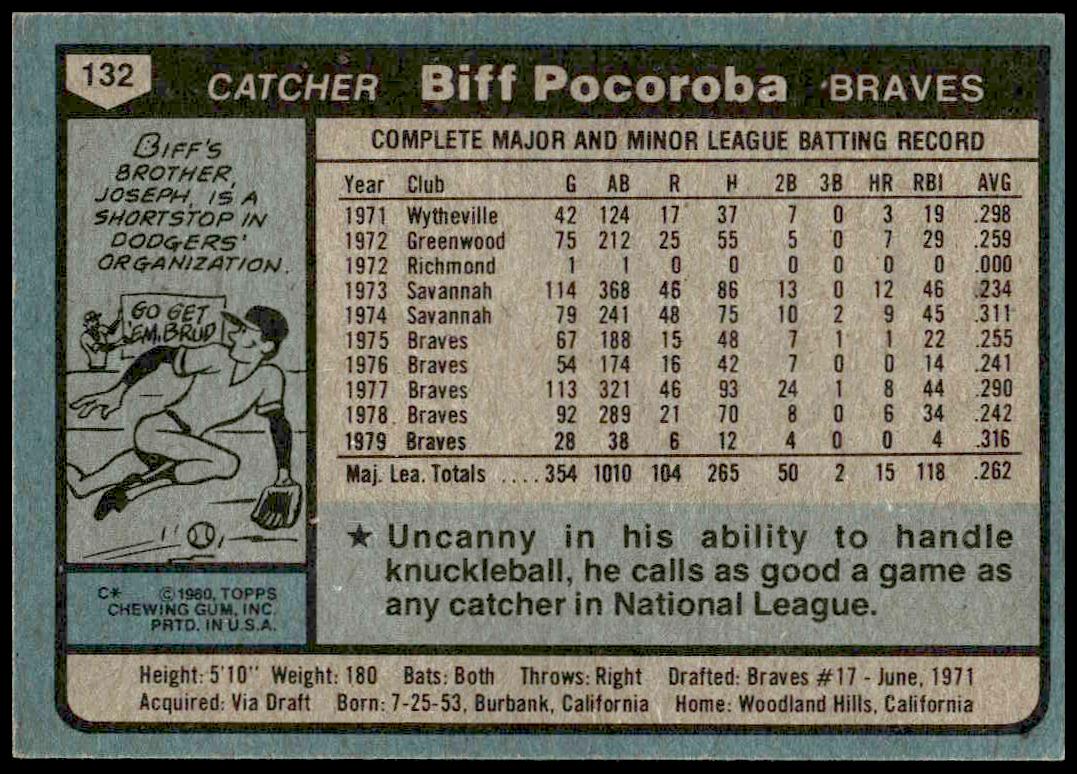 132 CATCHER Biff Pocoroba BRAVES
BIFF'S
BROTHER,
JOSEPH, IS A
SHORTSTOP IN
DODGERS'
ORGANIZATION.
GO GET
'EM, BRUD
C* © 1980, TOPPS
CHEWING GUM, INC.
PRTD. IN U.S.A.
COMPLETE MAJOR AND MINOR LEAGUE BATTING RECORD
Year Club G AB R H 2B 3B HR RBI AVG
1971 Wytheville 42 124 17 37 7 0 3 19 .298
1972 Greenwood 75 212 25 55 5 0 7 29 .259
1972 Richmond 1 1 0 0 0 0 0 0 .000
1973 Savannah 114 368 46 86 13 0 12 46 .234
1974 Savannah 79 241 48 75 10 2 9 45 .311
1975 Braves 67 188 15 48 7 1 1 22 .255
1976 Braves 54 174 16 42 7 0 0 14 .241
1977 Braves 113 321 46 93 24 1 8 44 .290
1978 Braves 92 289 21 70 8 0 6 34 .242
1979 Braves 28 38 6 12 4 0 0 4 .316
Maj. Lea. Totals ....354 1010 104 265 50 2 15 118 .262
★ Uncanny in his ability to handle
knuckleball, he calls as good a game as
any catcher in National League.
Height: 5'10" Weight: 180 Bats: Both Throws: Right Drafted: Braves #17 - June, 1971
Acquired: Via Draft Born: 7-25-53, Burbank, California Home: Woodland Hills, California